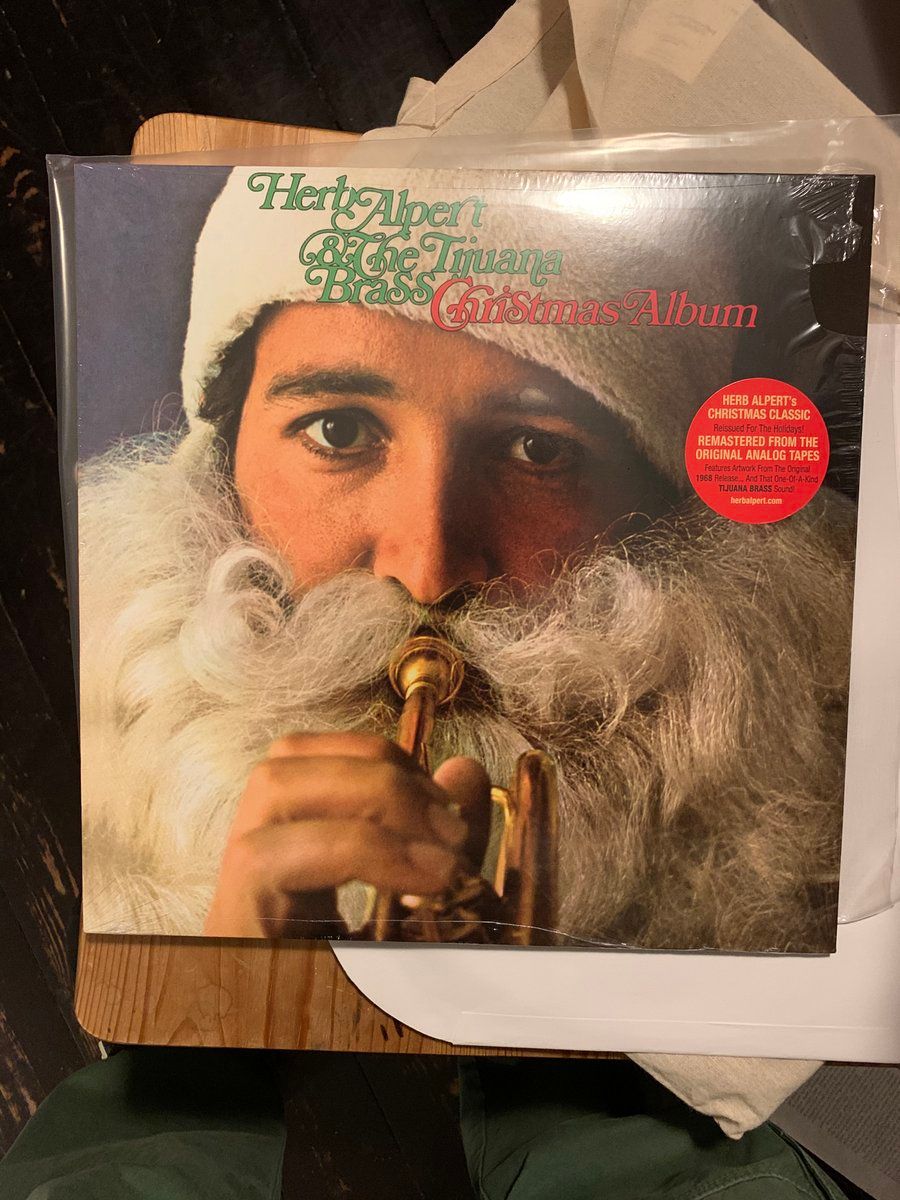 Herb Alpert
& The Tijuana
Brass Christmas Album
HERB ALPERT's
CHRISTMAS CLASSIC
Reissued For The Holidays!
REMASTERED FROM THE
ORIGINAL ANALOG TAPES
Features Artwork From The Original
1968 Release... And That One-Of-A-Kind
TIJUANA BRASS Sound!
herbalpert.com